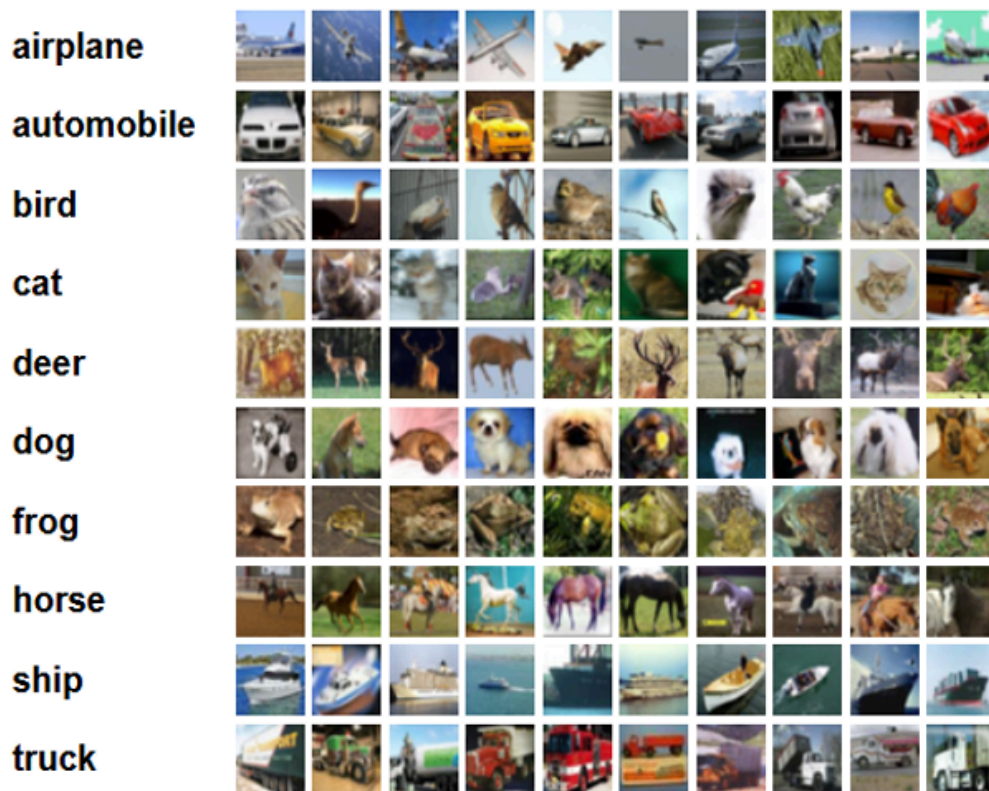 airplane
automobile
bird
cat
deer
dog
frog
horse
ship
truck